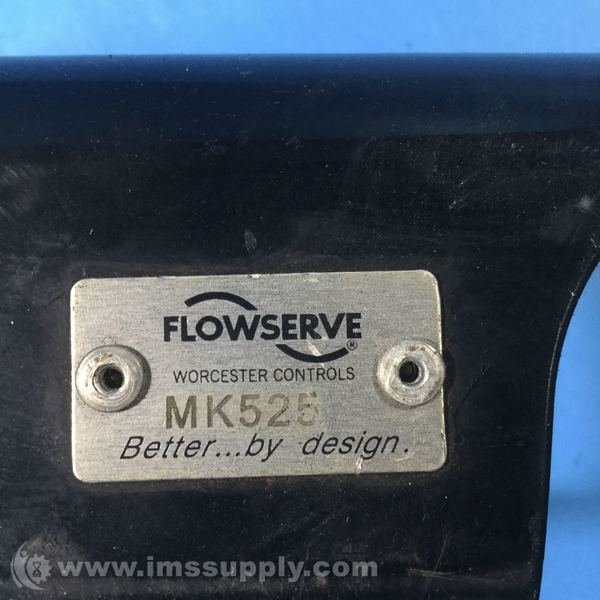 FLOWSERVE®
WORCESTER CONTROLS
MK525
Better...by design.
www.imssupply.com